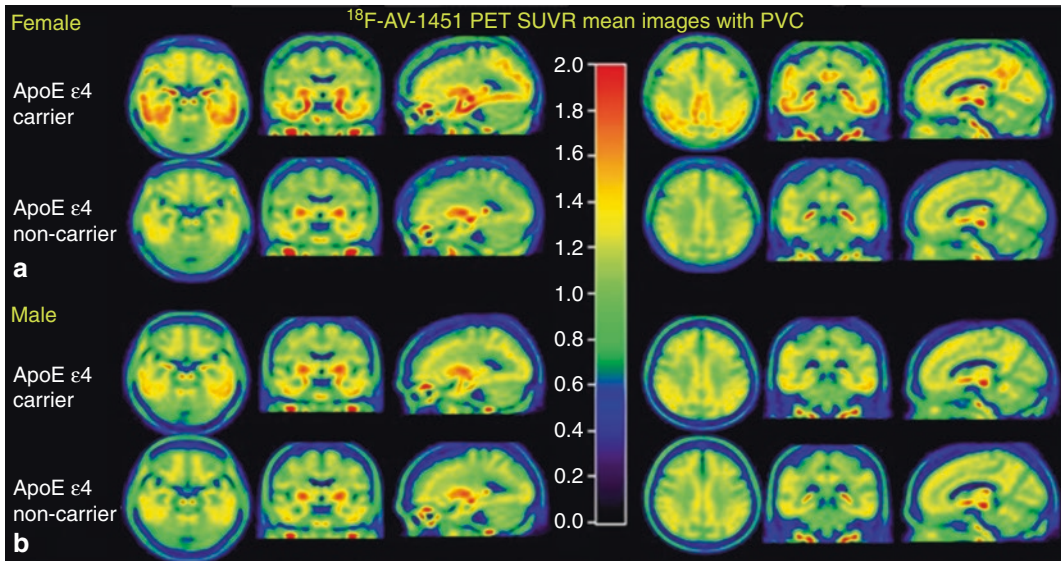 Female
¹⁸F-AV-1451 PET SUVR mean images with PVC
ApoE ε4
carrier
ApoE ε4
non-carrier
a
2.0
1.8
1.6
1.4
1.2
1.0
0.8
0.6
0.4
0.2
0.0
Male
ApoE ε4
carrier
ApoE ε4
non-carrier
b